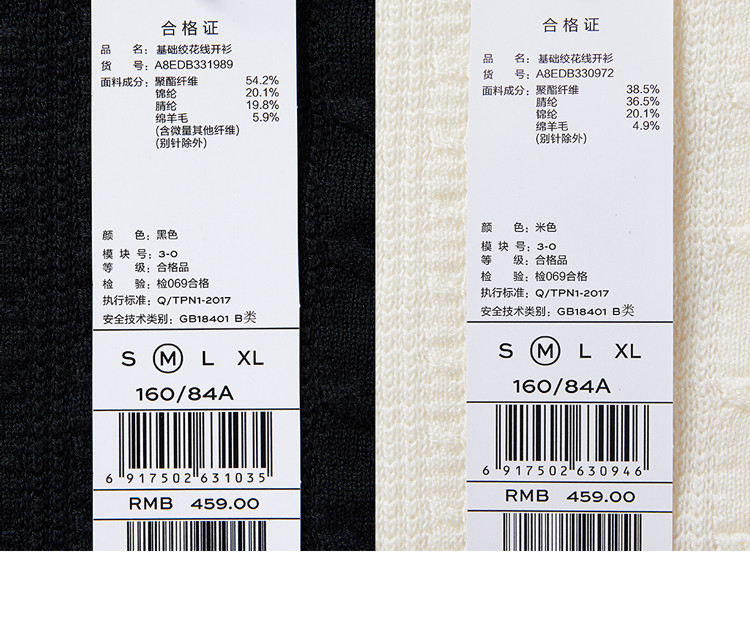 合格证
品 名：基础绞花线开衫
货 号：A8EDB331989
面料成分：聚酯纤维 54.2%
锦纶 20.1%
腈纶 19.8%
绵羊毛 5.9%
(含微量其他纤维)
(别针除外)
颜 色：黑色
模 块 号：3-0
等 级：合格品
检 验：检069合格
执行标准：Q/TPN1-2017
安全技术类别：GB18401 B类
S M L XL
160/84A
6 917502 631035
RMB 459.00
合格证
品 名：基础绞花线开衫
货 号：A8EDB330972
面料成分：聚酯纤维 38.5%
腈纶 36.5%
锦纶 20.1%
绵羊毛 4.9%
(别针除外)
颜 色：米色
模 块 号：3-0
等 级：合格品
检 验：检069合格
执行标准：Q/TPN1-2017
安全技术类别：GB18401 B类
S M L XL
160/84A
6 917502 630946
RMB 459.00